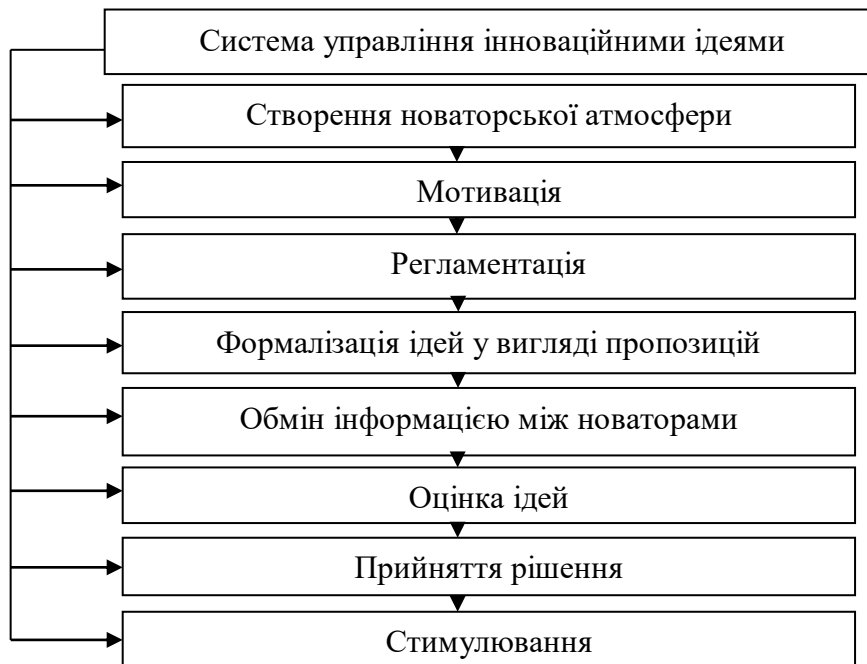 Система управління інноваційними ідеями
Створення новаторської атмосфери
Мотивація
Регламентація
Формалізація ідей у вигляді пропозицій
Обмін інформацією між новаторами
Оцінка ідей
Прийняття рішення
Стимулювання